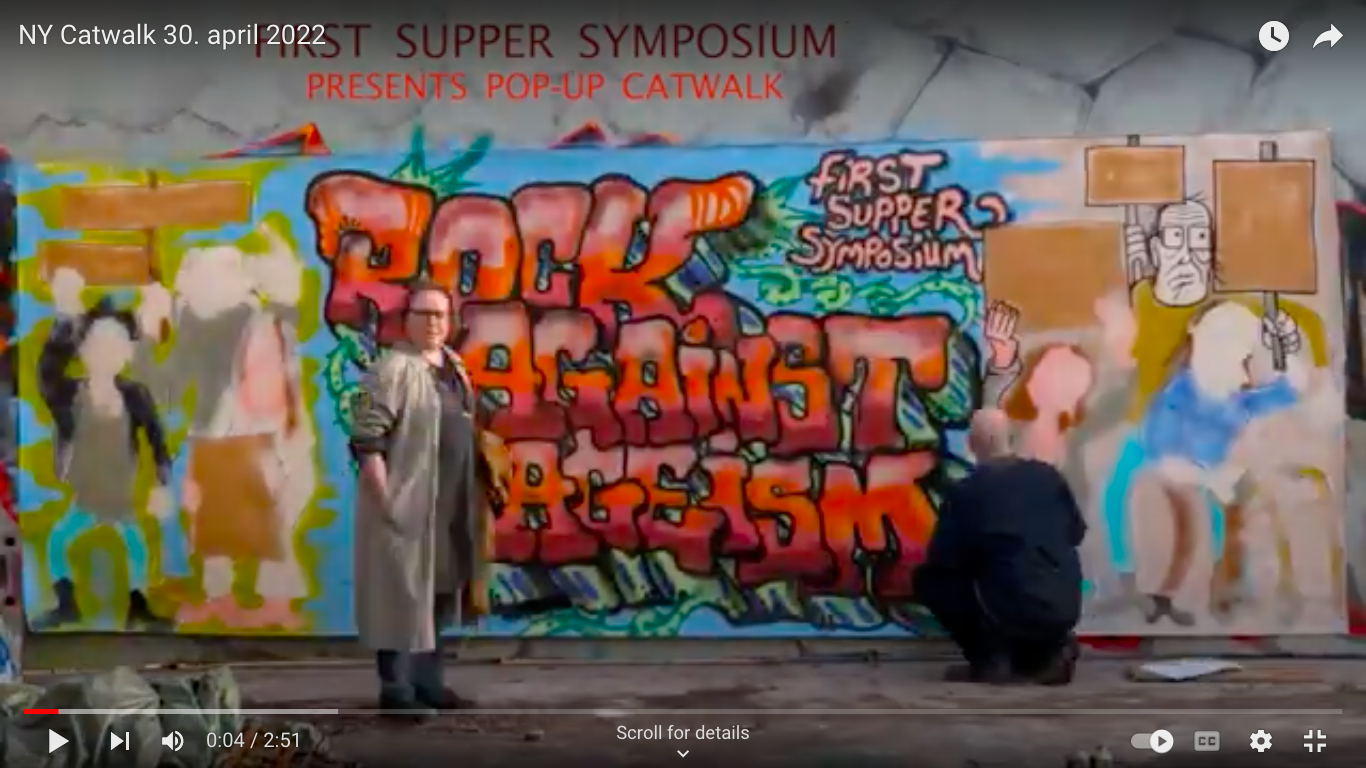 NY Catwalk 30. april 2022
FIRST SUPPER SYMPOSIUM
PRESENTS POP-UP CATWALK
FIRST
SUPPER
SYMPOSIUM
ROCK
AGAINST
AGEISM
0:04 / 2:51
Scroll for details
CC